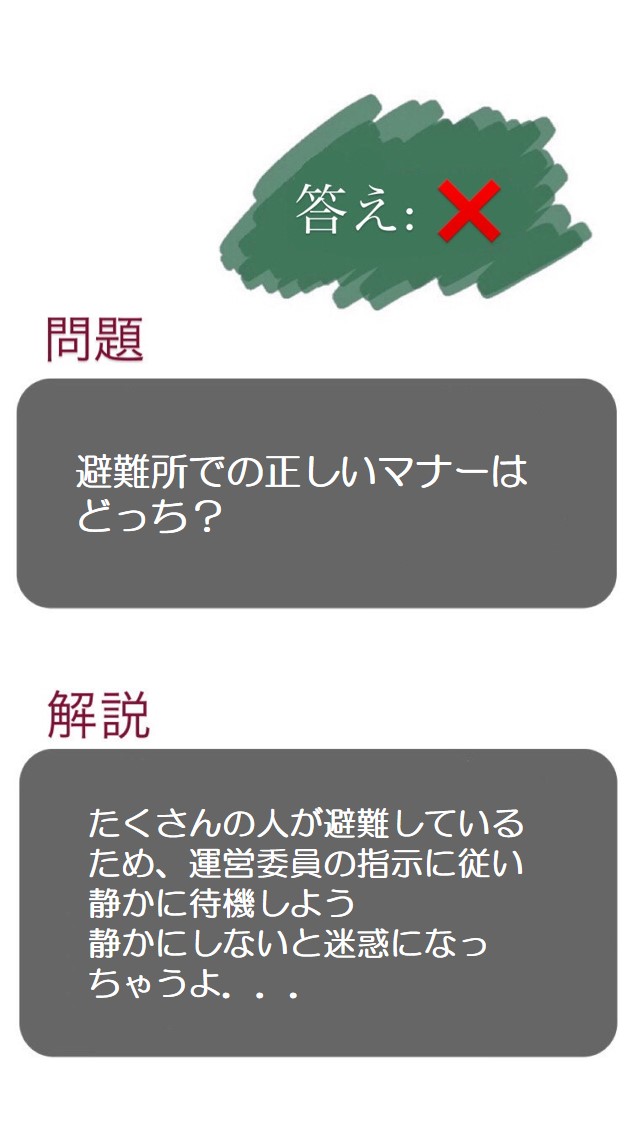 答え: ❌
問題
避難所での正しいマナーは
どっち？
解説
たくさんの人が避難している
ため、運営委員の指示に従い
静かに待機しよう
静かにしないと迷惑になっ
ちゃうよ．．．